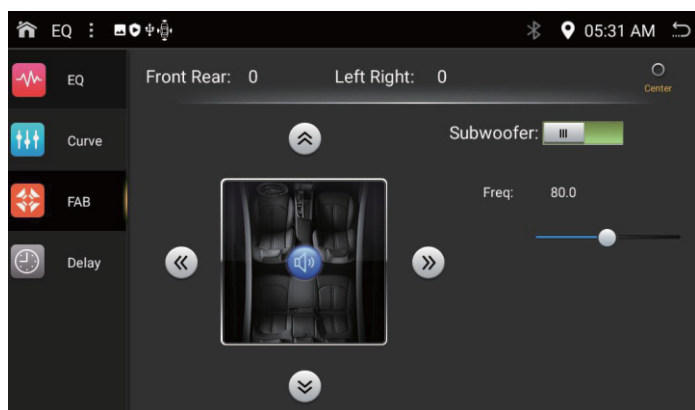 EQ 05:31 AM
EQ
Curve
FAB
Delay
Front Rear: 0 Left Right: 0
Center
Subwoofer:
Freq: 80.0